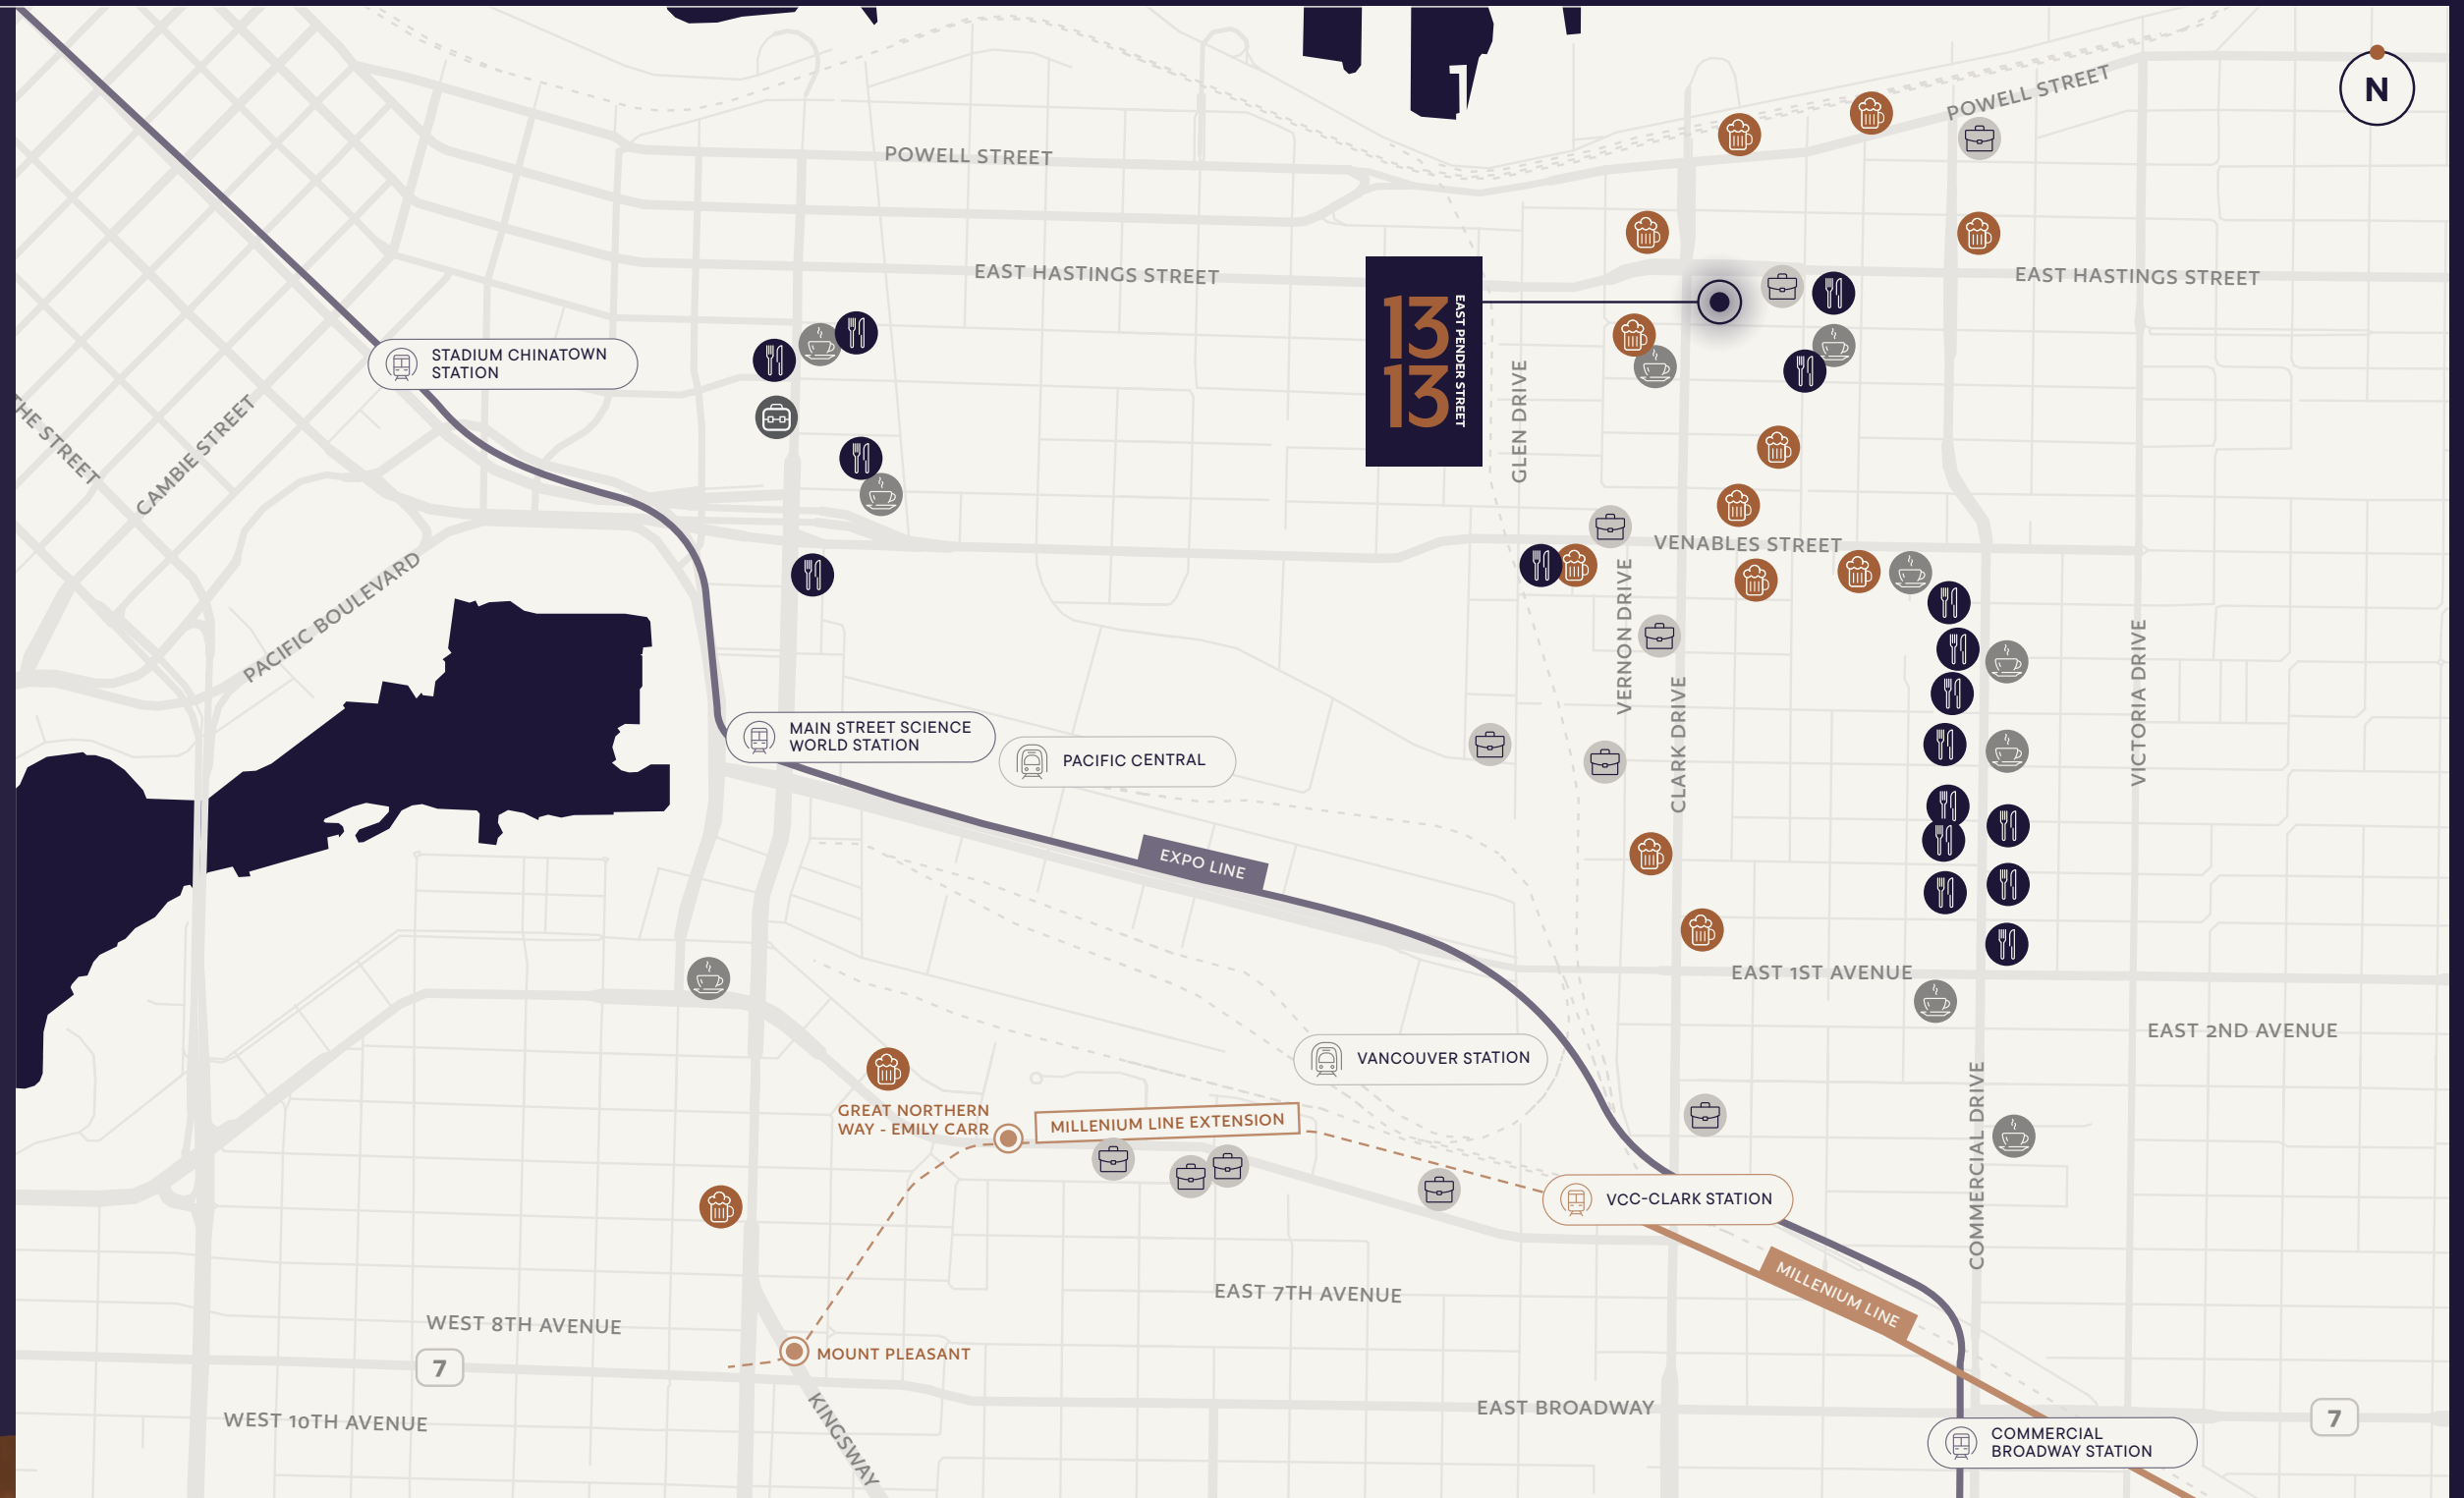 1
N
POWELL STREET
POWELL STREET
EAST HASTINGS STREET
EAST HASTINGS STREET
13
13
EAST PENDER STREET
STADIUM CHINATOWN
STATION
THE STREET
CAMBIE STREET
GLEN DRIVE
PACIFIC BOULEVARD
VENABLES STREET
VERNON DRIVE
CLARK DRIVE
VICTORIA DRIVE
MAIN STREET SCIENCE
WORLD STATION
PACIFIC CENTRAL
EXPO LINE
EAST 1ST AVENUE
EAST 2ND AVENUE
VANCOUVER STATION
GREAT NORTHERN
WAY - EMILY CARR
MILLENIUM LINE EXTENSION
COMMERCIAL DRIVE
VCC-CLARK STATION
MILLENIUM LINE
EAST 7TH AVENUE
WEST 8TH AVENUE
MOUNT PLEASANT
7
WEST 10TH AVENUE
KINGSWAY
EAST BROADWAY
7
COMMERCIAL
BROADWAY STATION